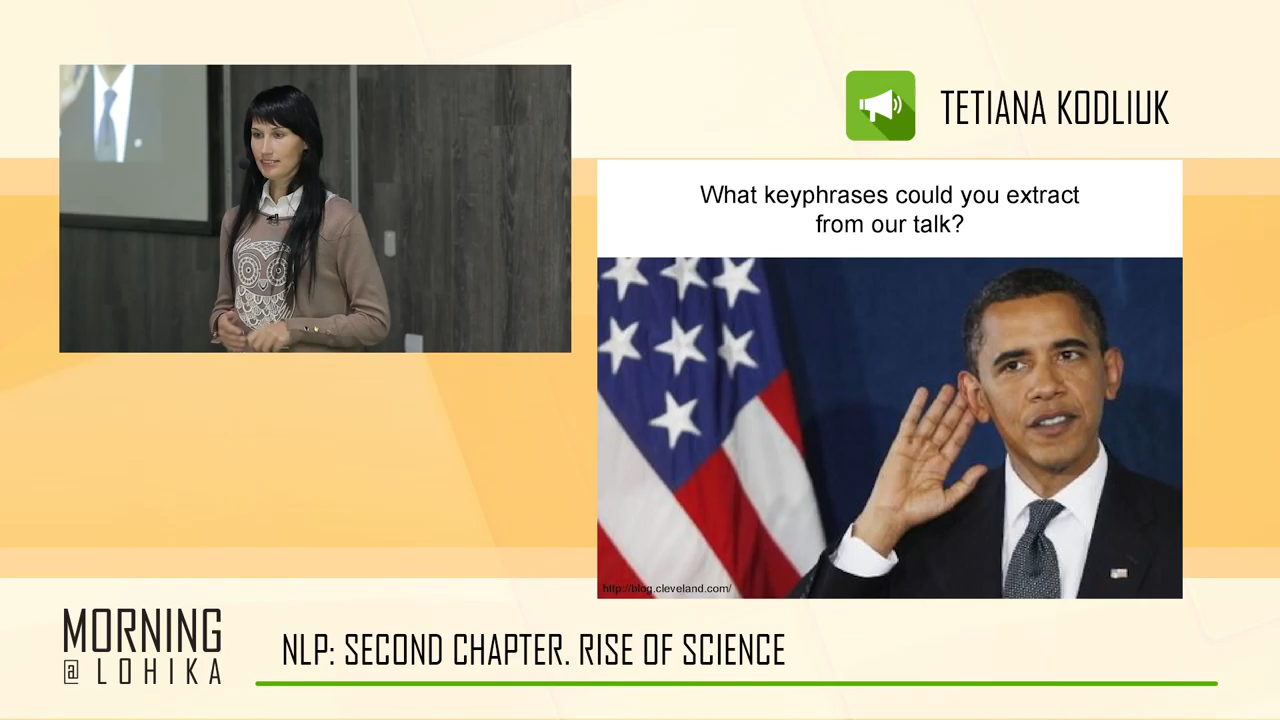 TETIANA KODLIUK
What keyphrases could you extract
from our talk?
http://blog.cleveland.com/
MORNING
@ LOHIKA
NLP: SECOND CHAPTER. RISE OF SCIENCE